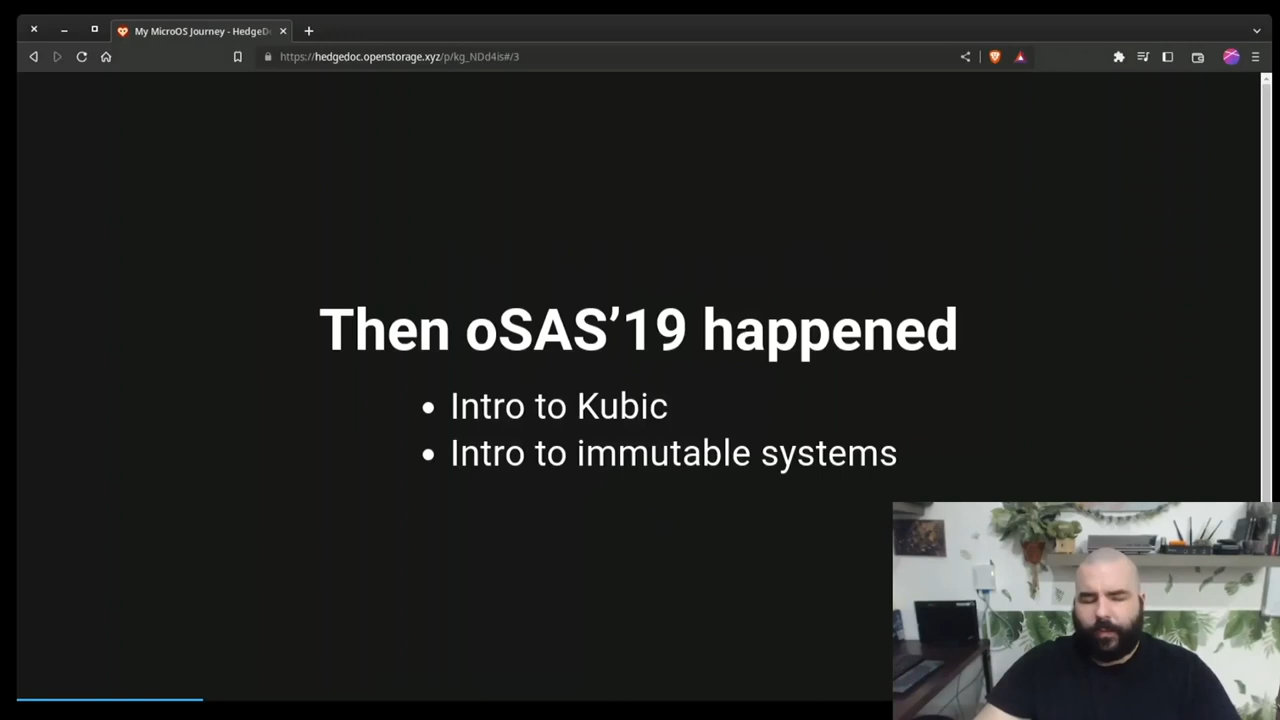 My MicroOS Journey - HedgeDo
https://hedgedoc.openstorage.xyz/p/kg_NDd4is#/3
Then oSAS’19 happened
Intro to Kubic
Intro to immutable systems